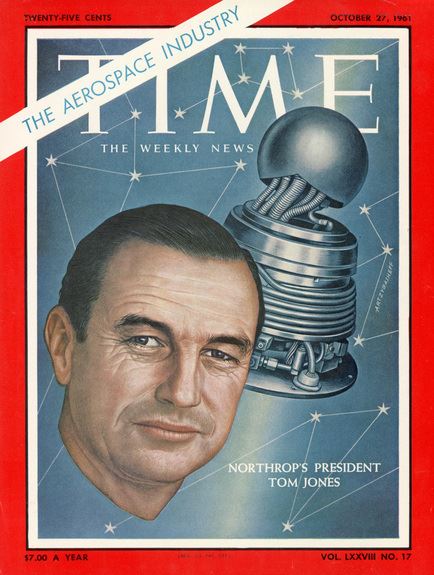 TWENTY-FIVE CENTS
OCTOBER 27, 1961
THE AEROSPACE INDUSTRY
TIME
THE WEEKLY NEWS
ARTZYBASHEFF
NORTHROP'S PRESIDENT
TOM JONES
$7.00 A YEAR
VOL. LXXVIII NO. 17